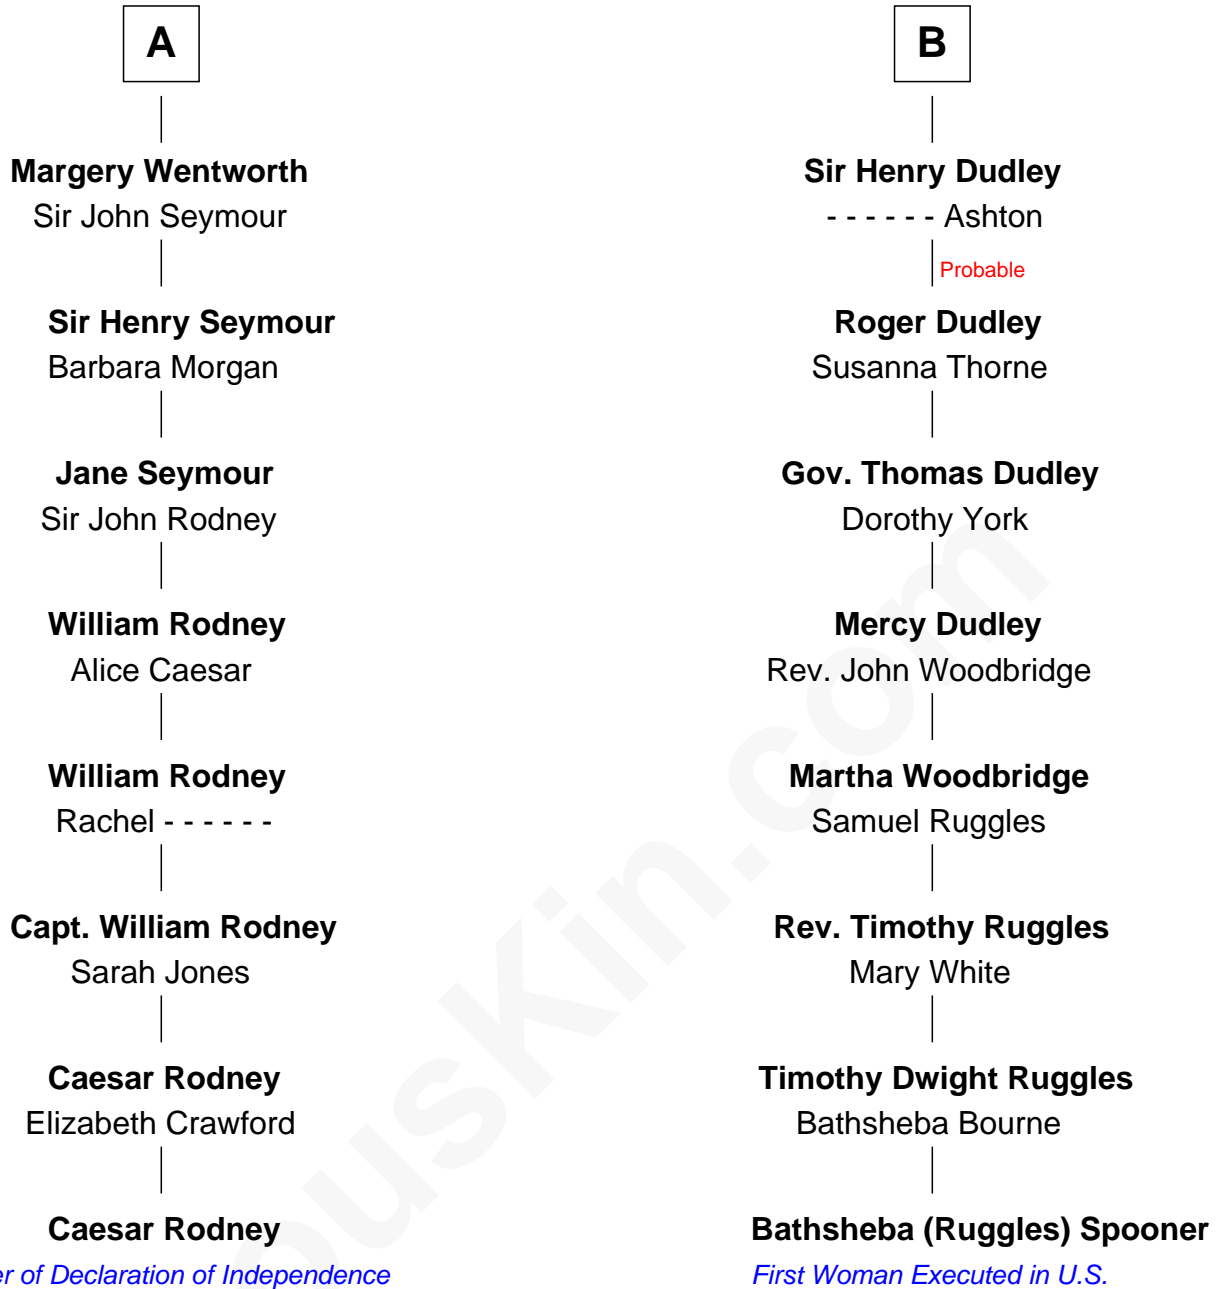 A
Margery Wentworth
Sir John Seymour
Sir Henry Seymour
Barbara Morgan
Jane Seymour
Sir John Rodney
William Rodney
Alice Caesar
William Rodney
Rachel - - - - - -
Capt. William Rodney
Sarah Jones
Caesar Rodney
Elizabeth Crawford
Caesar Rodney
er of Declaration of Independence
B
Sir Henry Dudley
- - - - - - Ashton
Probable
Roger Dudley
Susanna Thorne
Gov. Thomas Dudley
Dorothy York
Mercy Dudley
Rev. John Woodbridge
Martha Woodbridge
Samuel Ruggles
Rev. Timothy Ruggles
Mary White
Timothy Dwight Ruggles
Bathsheba Bourne
Bathsheba (Ruggles) Spooner
First Woman Executed in U.S.
ousKin.com